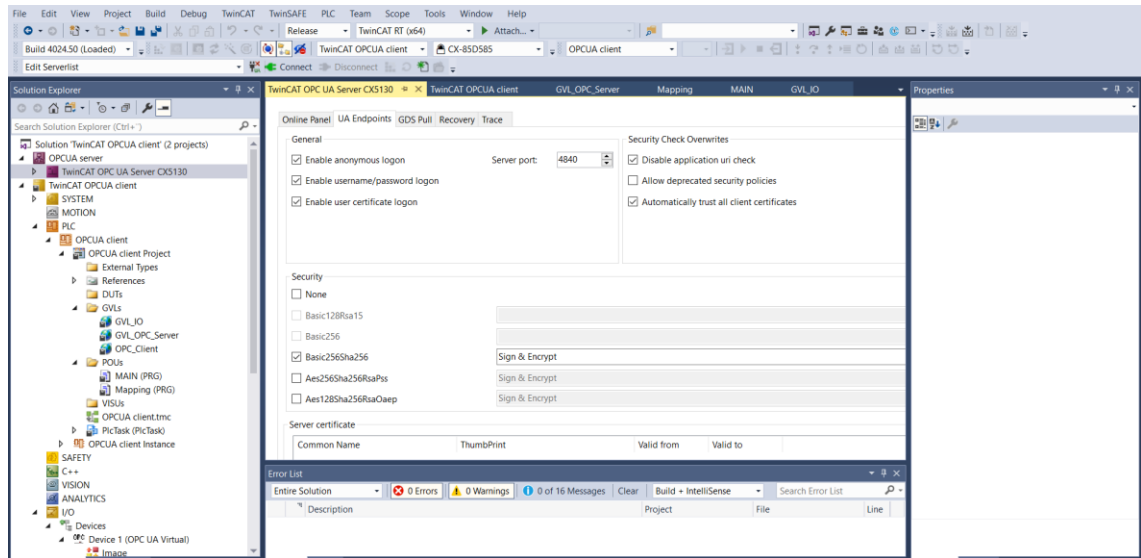 File Edit View Project Build Debug TwinCAT TwinSAFE PLC Team Scope Tools Window Help
Release TwinCAT RT (x64) Attach...
Build 4024.50 (Loaded) TwinCAT OPCUA client CX-85D585 OPCUA client
Edit Serverlist Connect Disconnect
Solution Explorer
Search Solution Explorer (Ctrl+¨)
Solution 'TwinCAT OPCUA client' (2 projects)
OPCUA server
TwinCAT OPC UA Server CX5130
TwinCAT OPCUA client
SYSTEM
MOTION
PLC
OPCUA client
OPCUA client Project
External Types
References
DUTs
GVLs
GVL_IO
GVL_OPC_Server
OPC_Client
POUs
MAIN (PRG)
Mapping (PRG)
VISUs
OPCUA client.tmc
PlcTask (PlcTask)
OPCUA client Instance
SAFETY
C++
VISION
ANALYTICS
I/O
Devices
Device 1 (OPC UA Virtual)
Image
TwinCAT OPC UA Server CX5130 TwinCAT OPCUA client GVL_OPC_Server Mapping MAIN GVL_IO
Online Panel UA Endpoints GDS Pull Recovery Trace
General
Enable anonymous logon Server port: 4840
Enable username/password logon
Enable user certificate logon
Security Check Overwrites
Disable application uri check
Allow deprecated security policies
Automatically trust all client certificates
Security
None
Basic128Rsa15
Basic256
Basic256Sha256 Sign & Encrypt
Aes256Sha256RsaPss Sign & Encrypt
Aes128Sha256RsaOaep Sign & Encrypt
Server certificate
Common Name ThumbPrint Valid from Valid to
Error List
Entire Solution 0 Errors 0 Warnings 0 of 16 Messages Clear Build + IntelliSense Search Error List
Description Project File Line
Properties